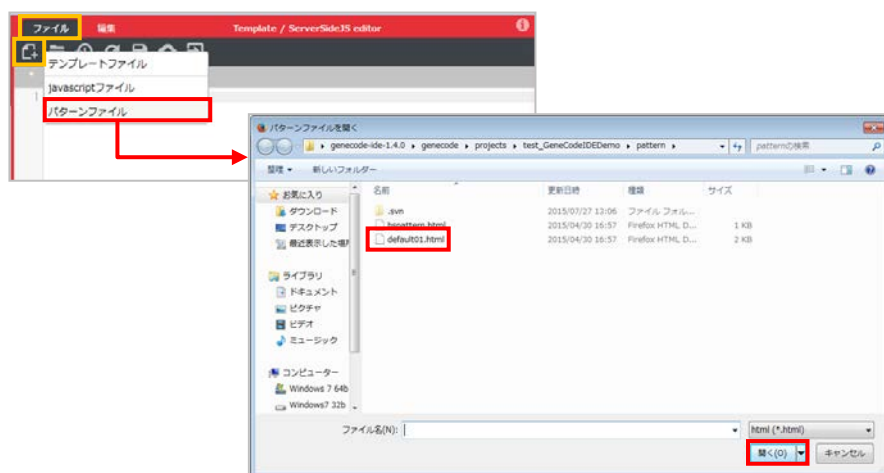 ファイル 編集 Template / ServerSideJS editor
テンプレートファイル
javascriptファイル
パターンファイル
パターンファイルを開く
genecode-ide-1.4.0 genecode projects test_GeneCodeIDEDemo pattern patternの検索
整理 新しいフォルダー
お気に入り
ダウンロード
デスクトップ
最近表示した場所
ライブラリ
ドキュメント
ピクチャ
ビデオ
ミュージック
コンピューター
Windows 7 64b
Windows7 32b
名前 更新日時 種類 サイズ
.svn 2015/07/27 13:06 ファイル フォル...
2015/04/30 16:57 Firefox HTML D... 1 KB
default01.html 2015/04/30 16:57 Firefox HTML D... 2 KB
ファイル名(N): html (*.html)
開く(O) キャンセル